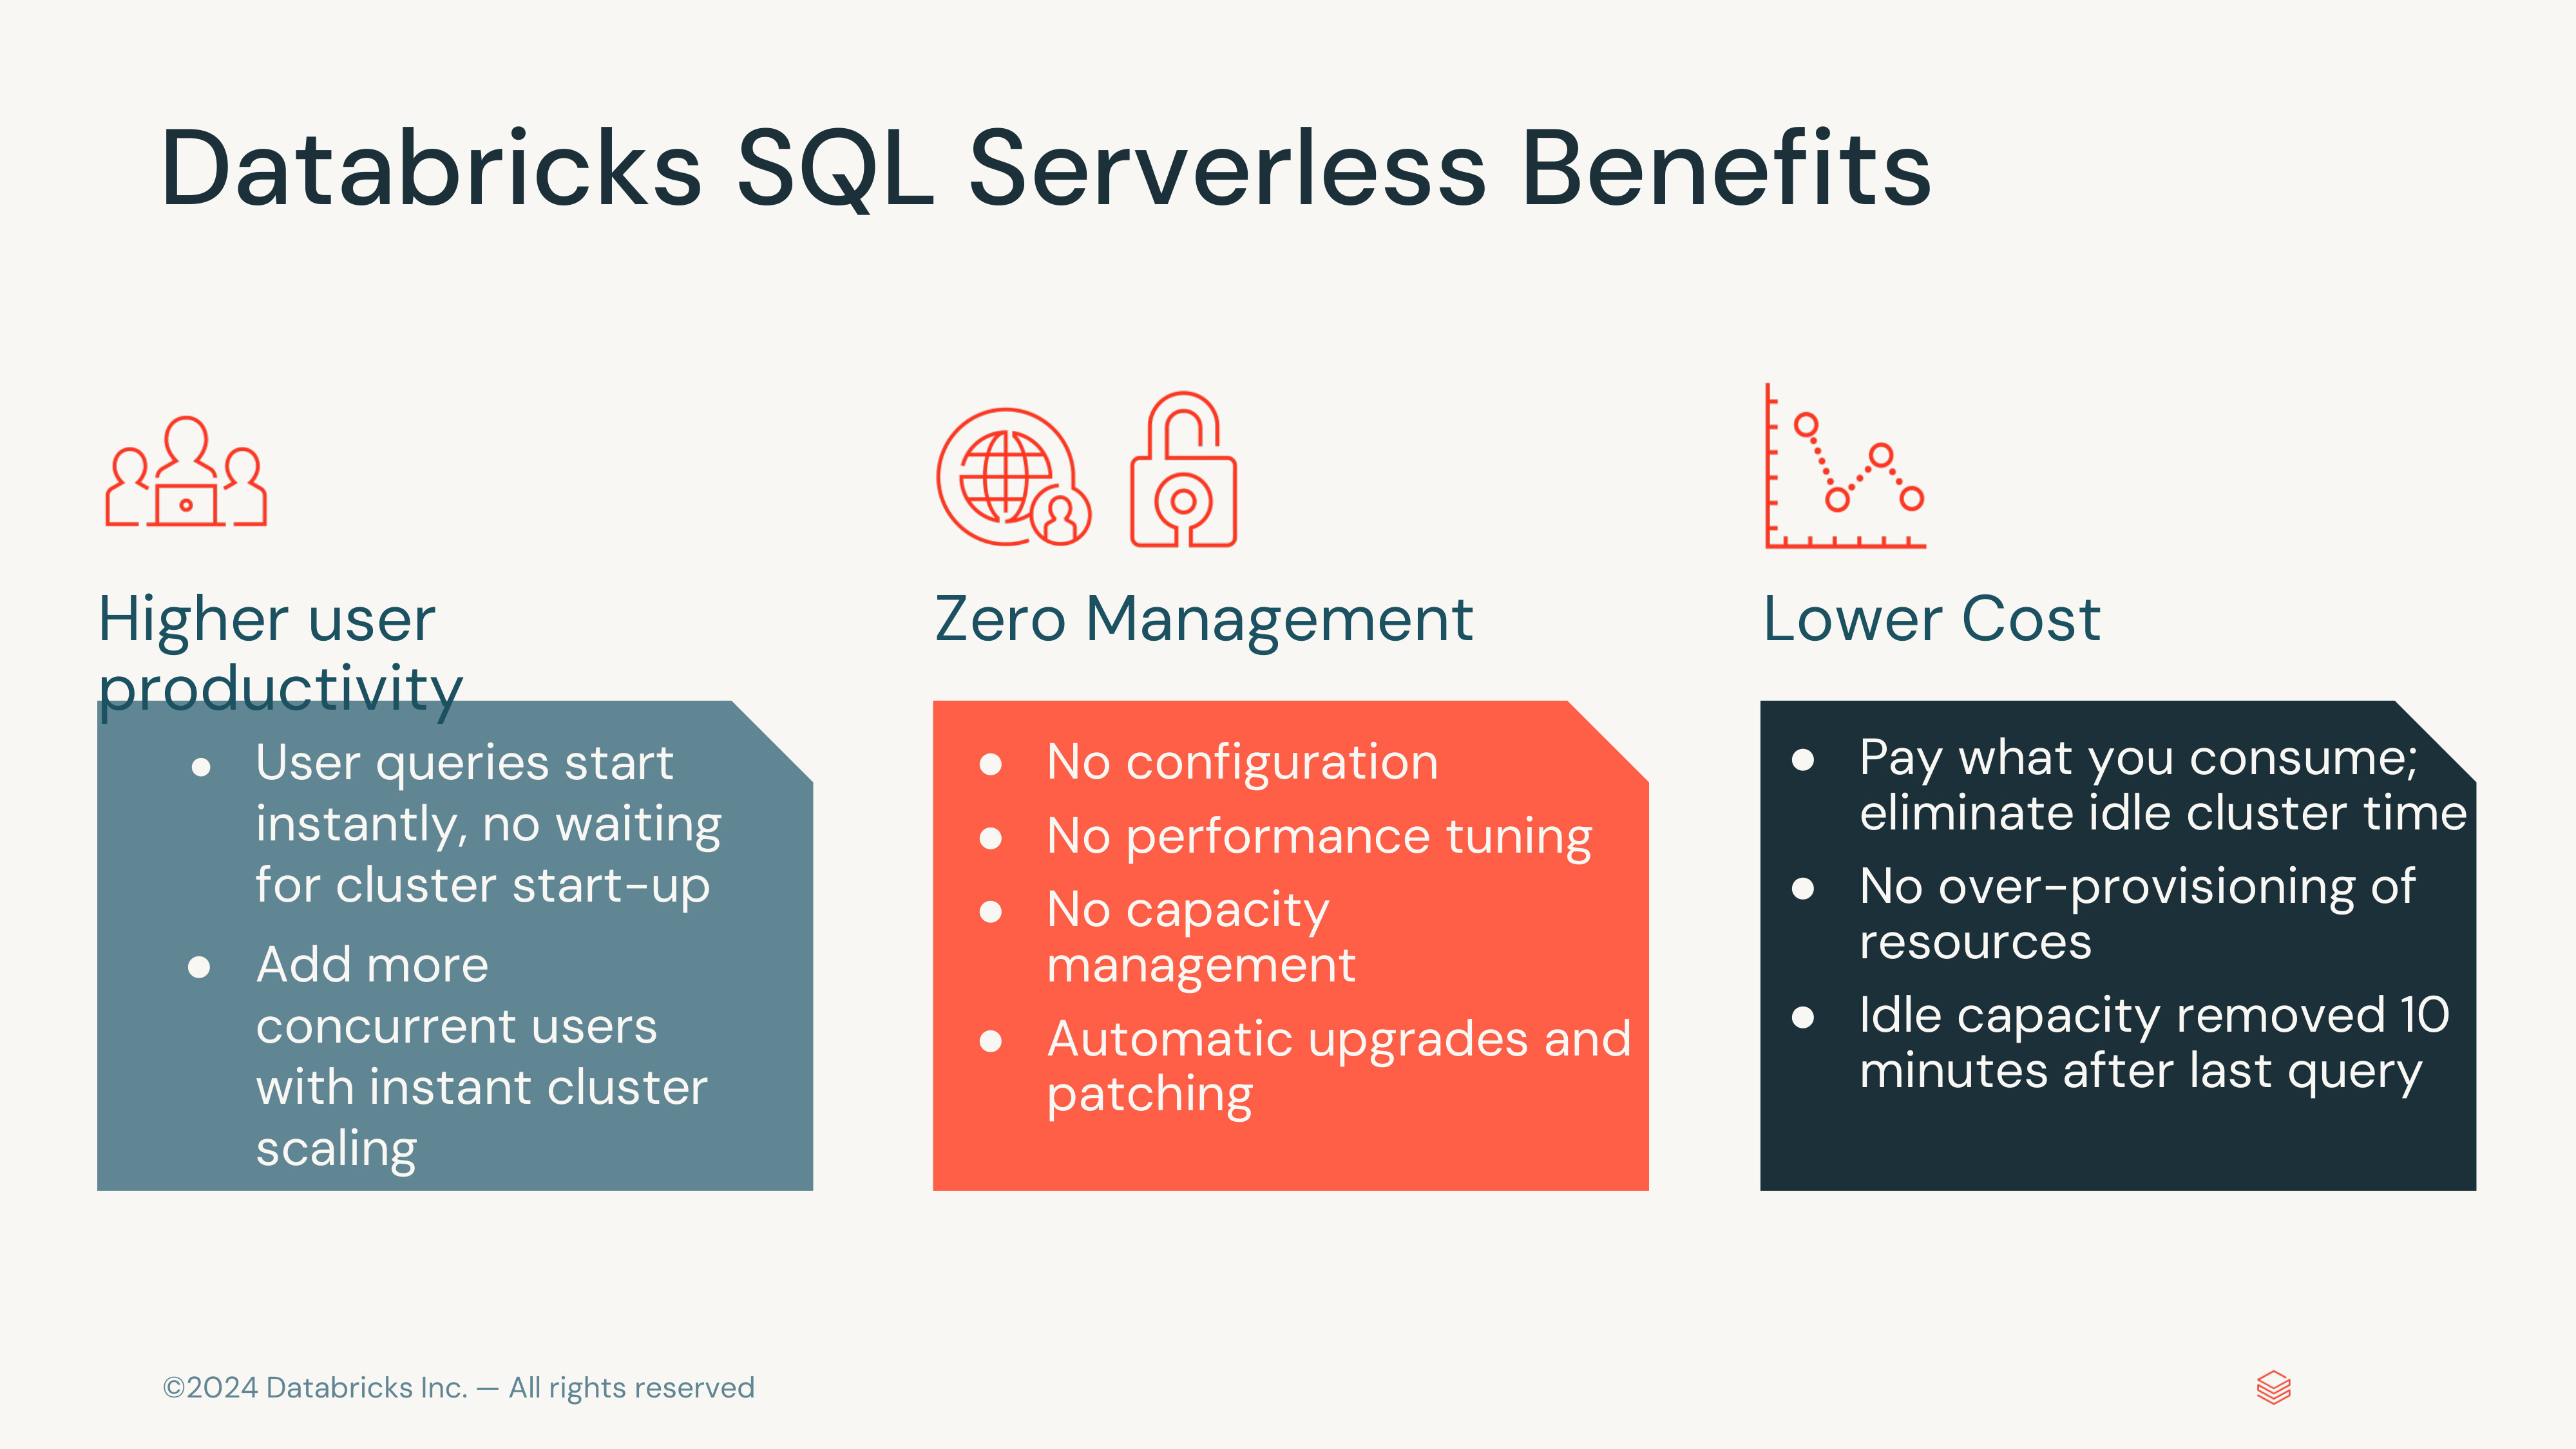 Databricks SQL Serverless Benefits
Higher user
productivity
● User queries start
instantly, no waiting
for cluster start-up
● Add more
concurrent users
with instant cluster
scaling
Zero Management
● No configuration
● No performance tuning
● No capacity
management
● Automatic upgrades and
patching
Lower Cost
● Pay what you consume;
eliminate idle cluster time
● No over-provisioning of
resources
● Idle capacity removed 10
minutes after last query
©2024 Databricks Inc. — All rights reserved